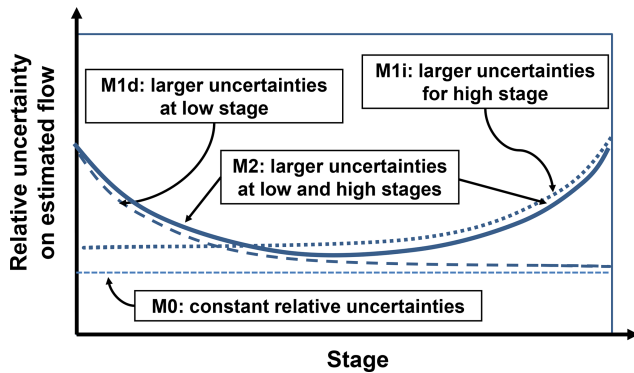 Relative uncertainty
on estimated flow
M1d: larger uncertainties
at low stage
M1i: larger uncertainties
for high stage
M2: larger uncertainties
at low and high stages
M0: constant relative uncertainties
Stage